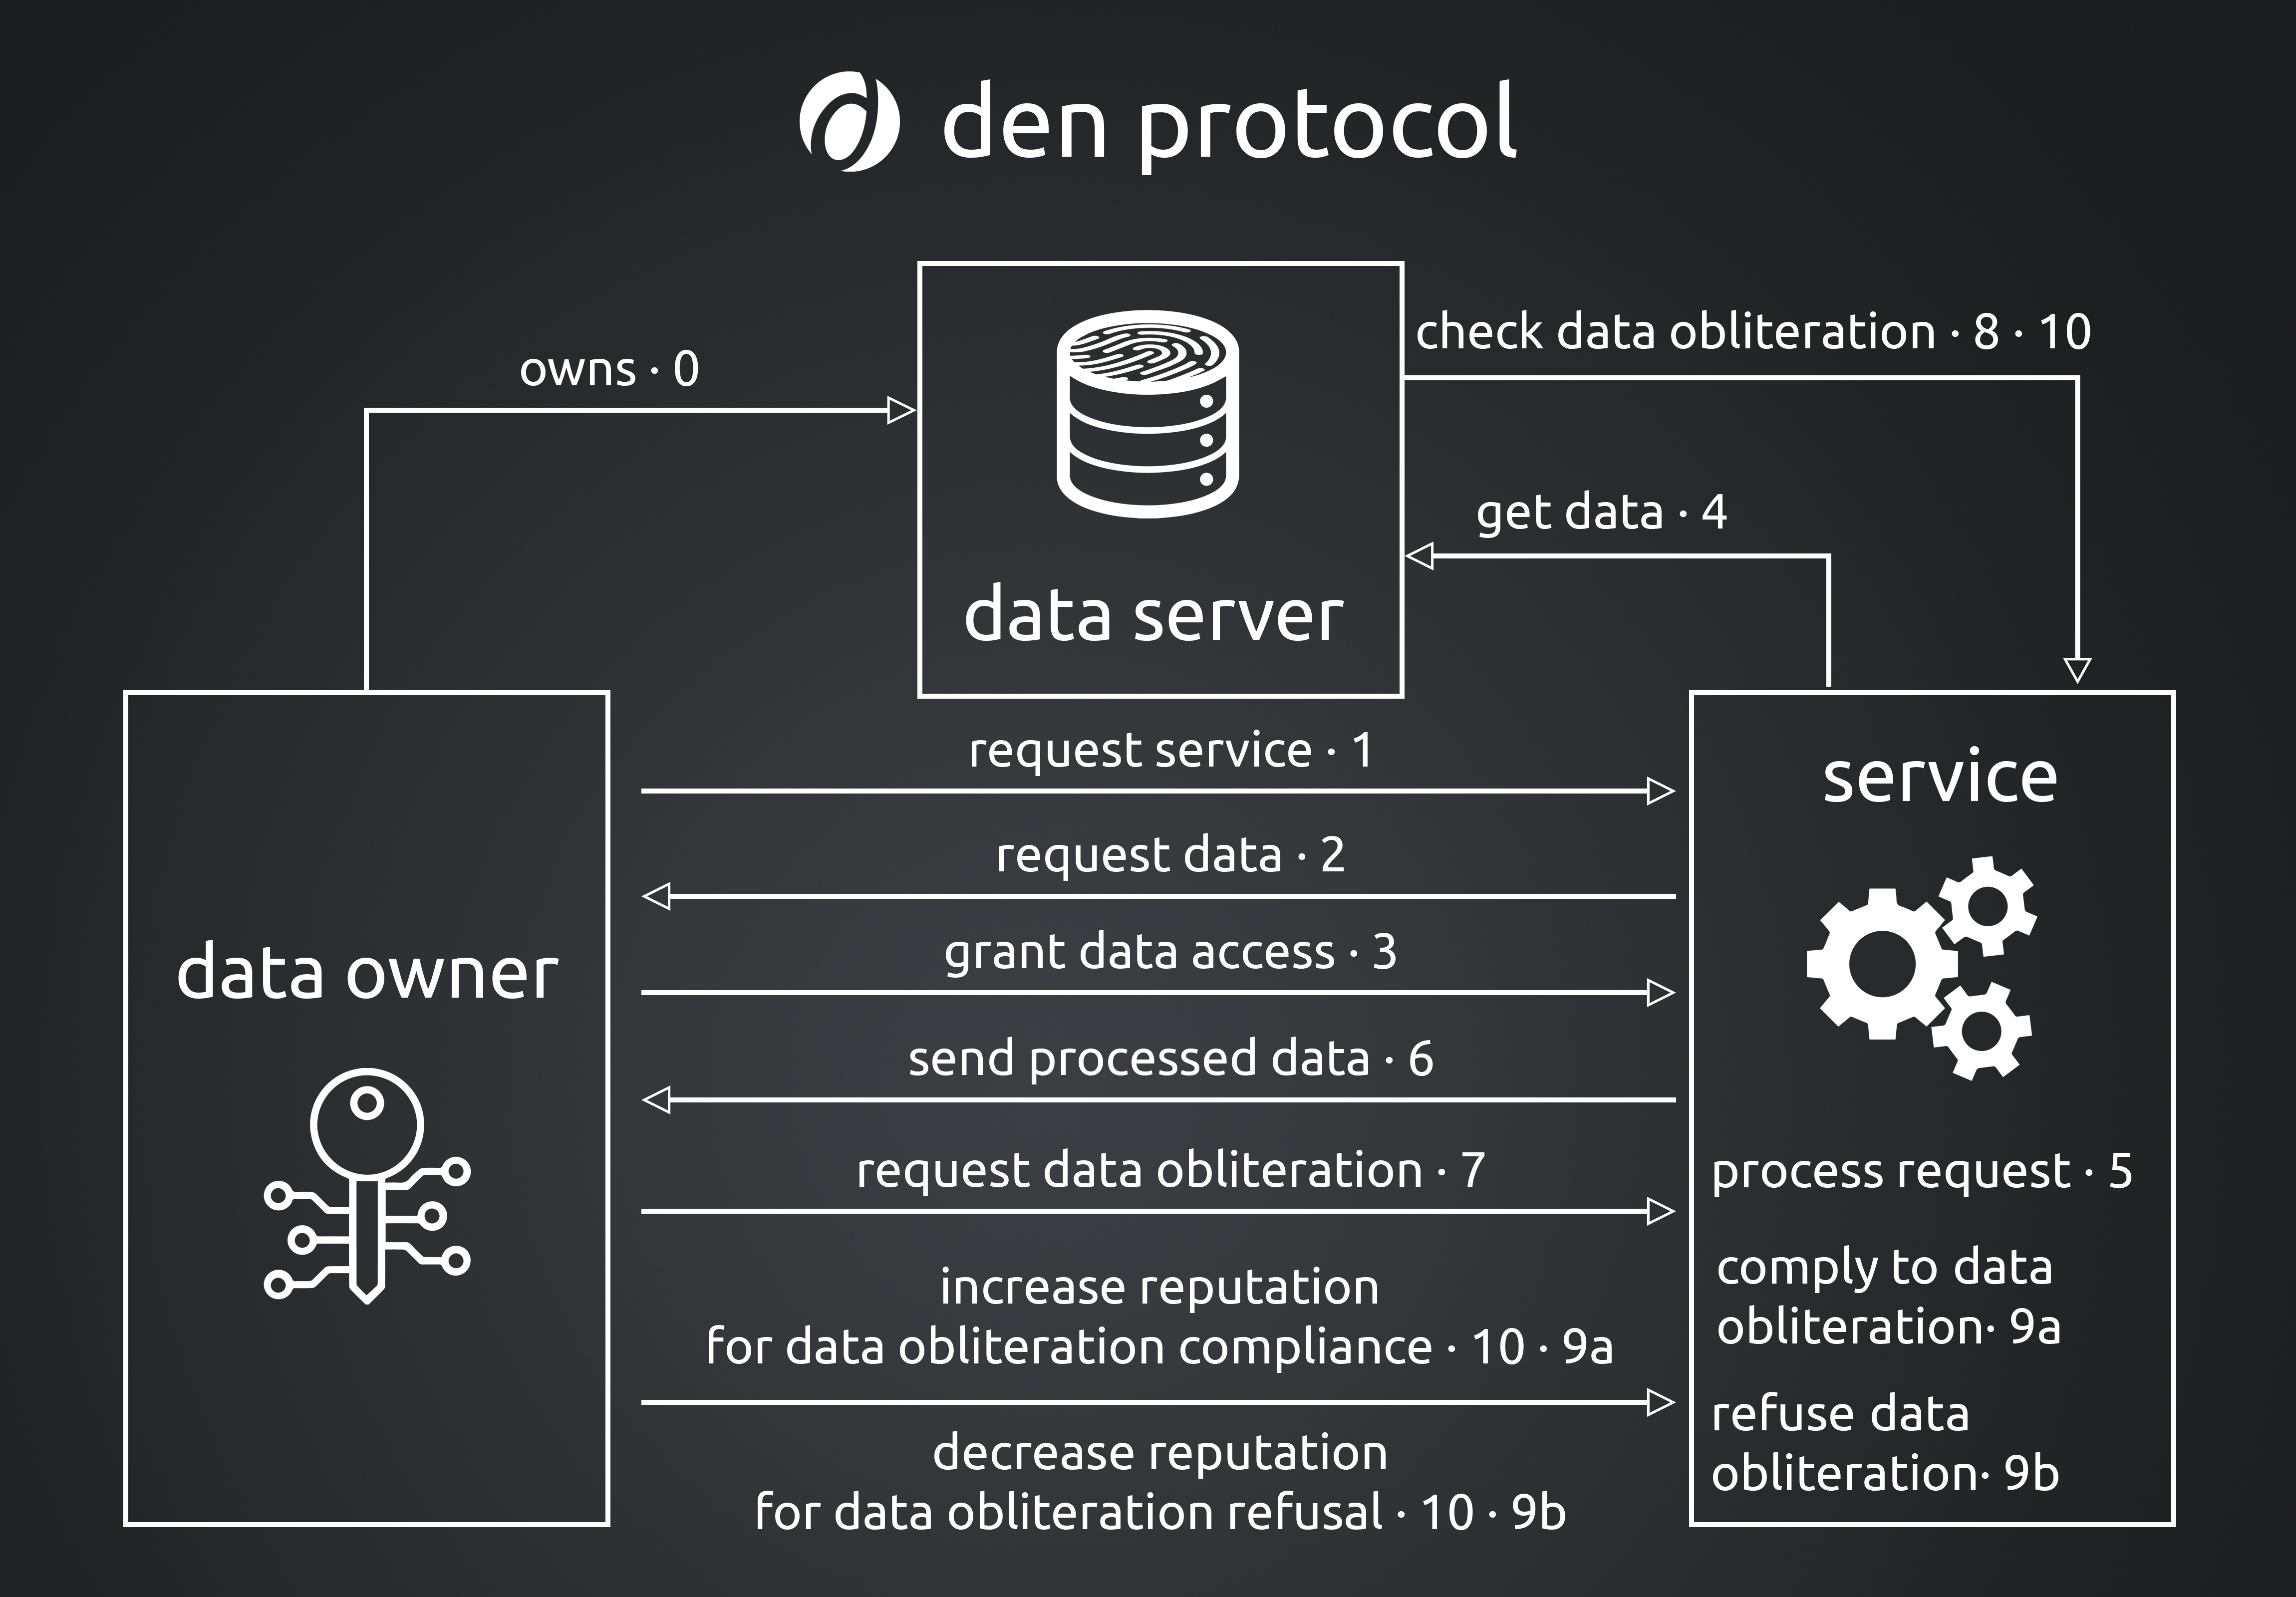 den protocol
owns · 0
check data obliteration · 8 · 10
get data · 4
data server
request service · 1
request data · 2
grant data access · 3
send processed data · 6
request data obliteration · 7
increase reputation
for data obliteration compliance · 10 · 9a
decrease reputation
for data obliteration refusal · 10 · 9b
data owner
service
process request · 5
comply to data
obliteration· 9a
refuse data
obliteration· 9b